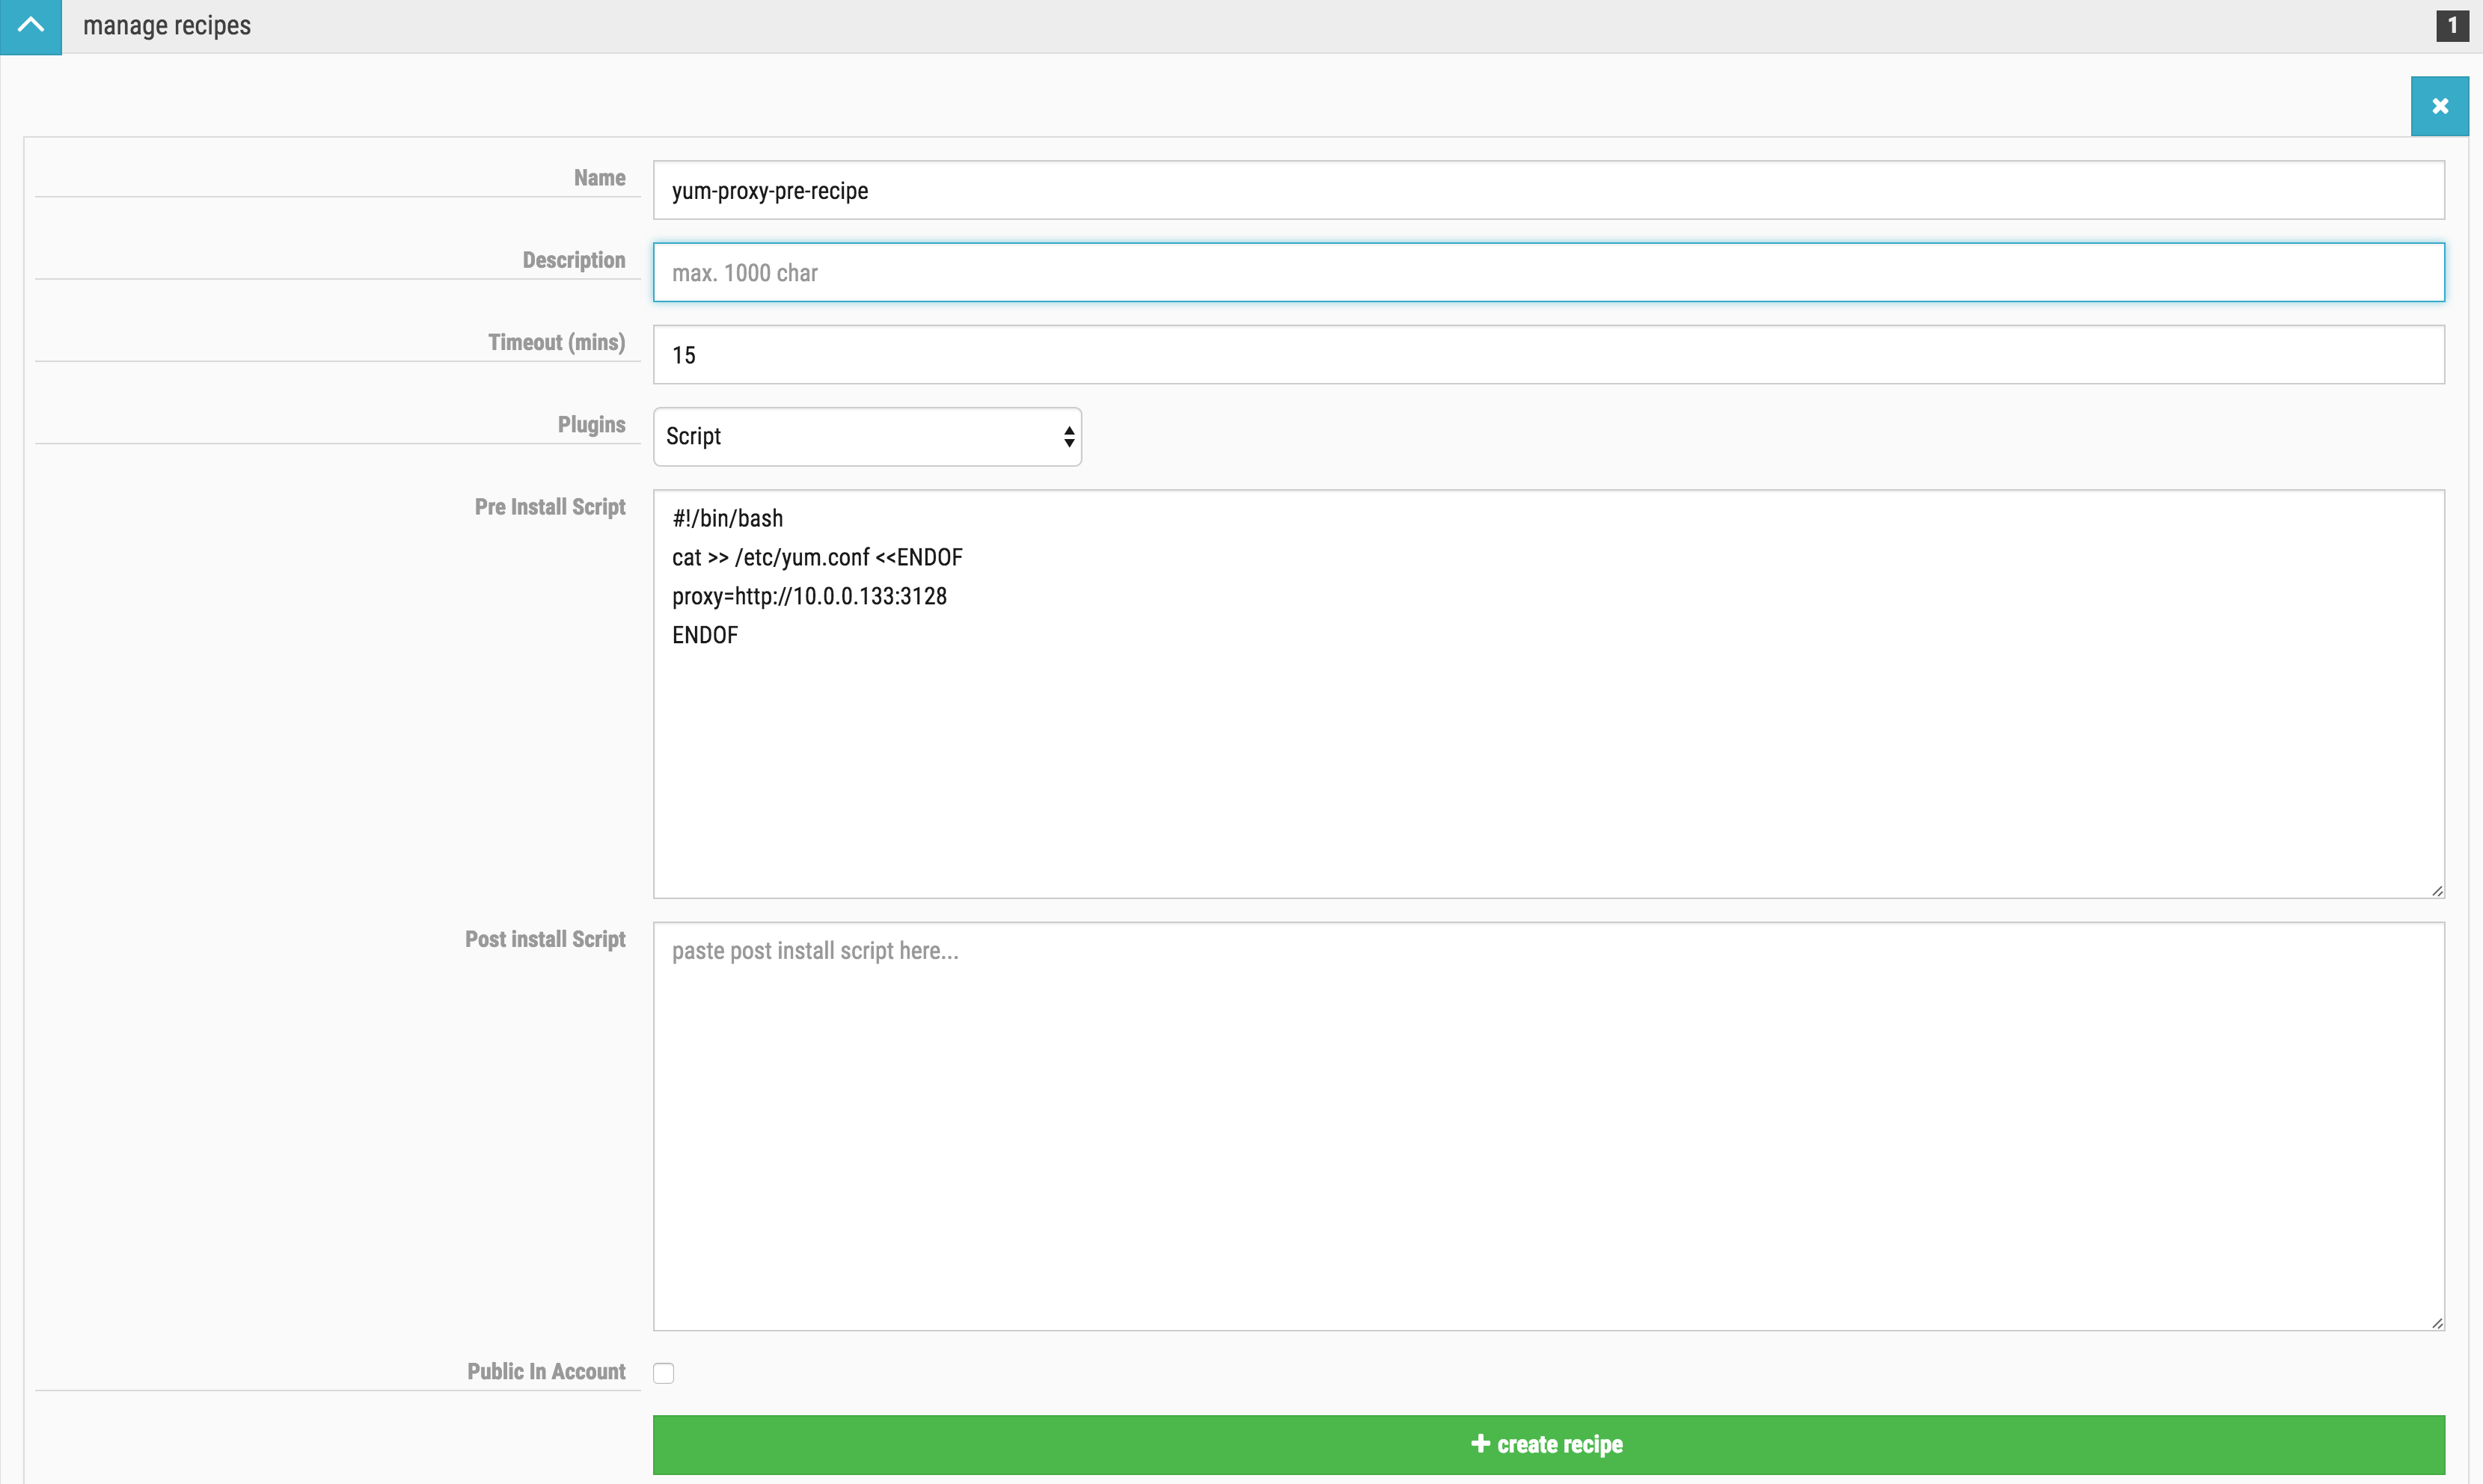 manage recipes
1
Name
yum-proxy-pre-recipe
Description
max. 1000 char
Timeout (mins)
15
Plugins
Script
Pre Install Script
#!/bin/bash
cat >> /etc/yum.conf <<ENDOF
proxy=http://10.0.0.133:3128
ENDOF
Post install Script
paste post install script here...
Public In Account
create recipe